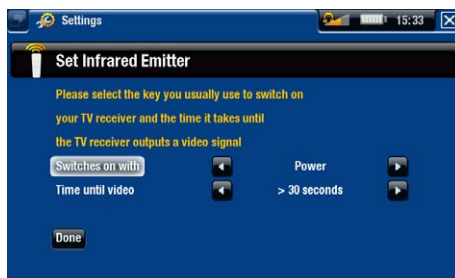 Settings 15:33
Set Infrared Emitter
Please select the key you usually use to switch on
your TV receiver and the time it takes until
the TV receiver outputs a video signal
Switches on with Power
Time until video > 30 seconds
Done